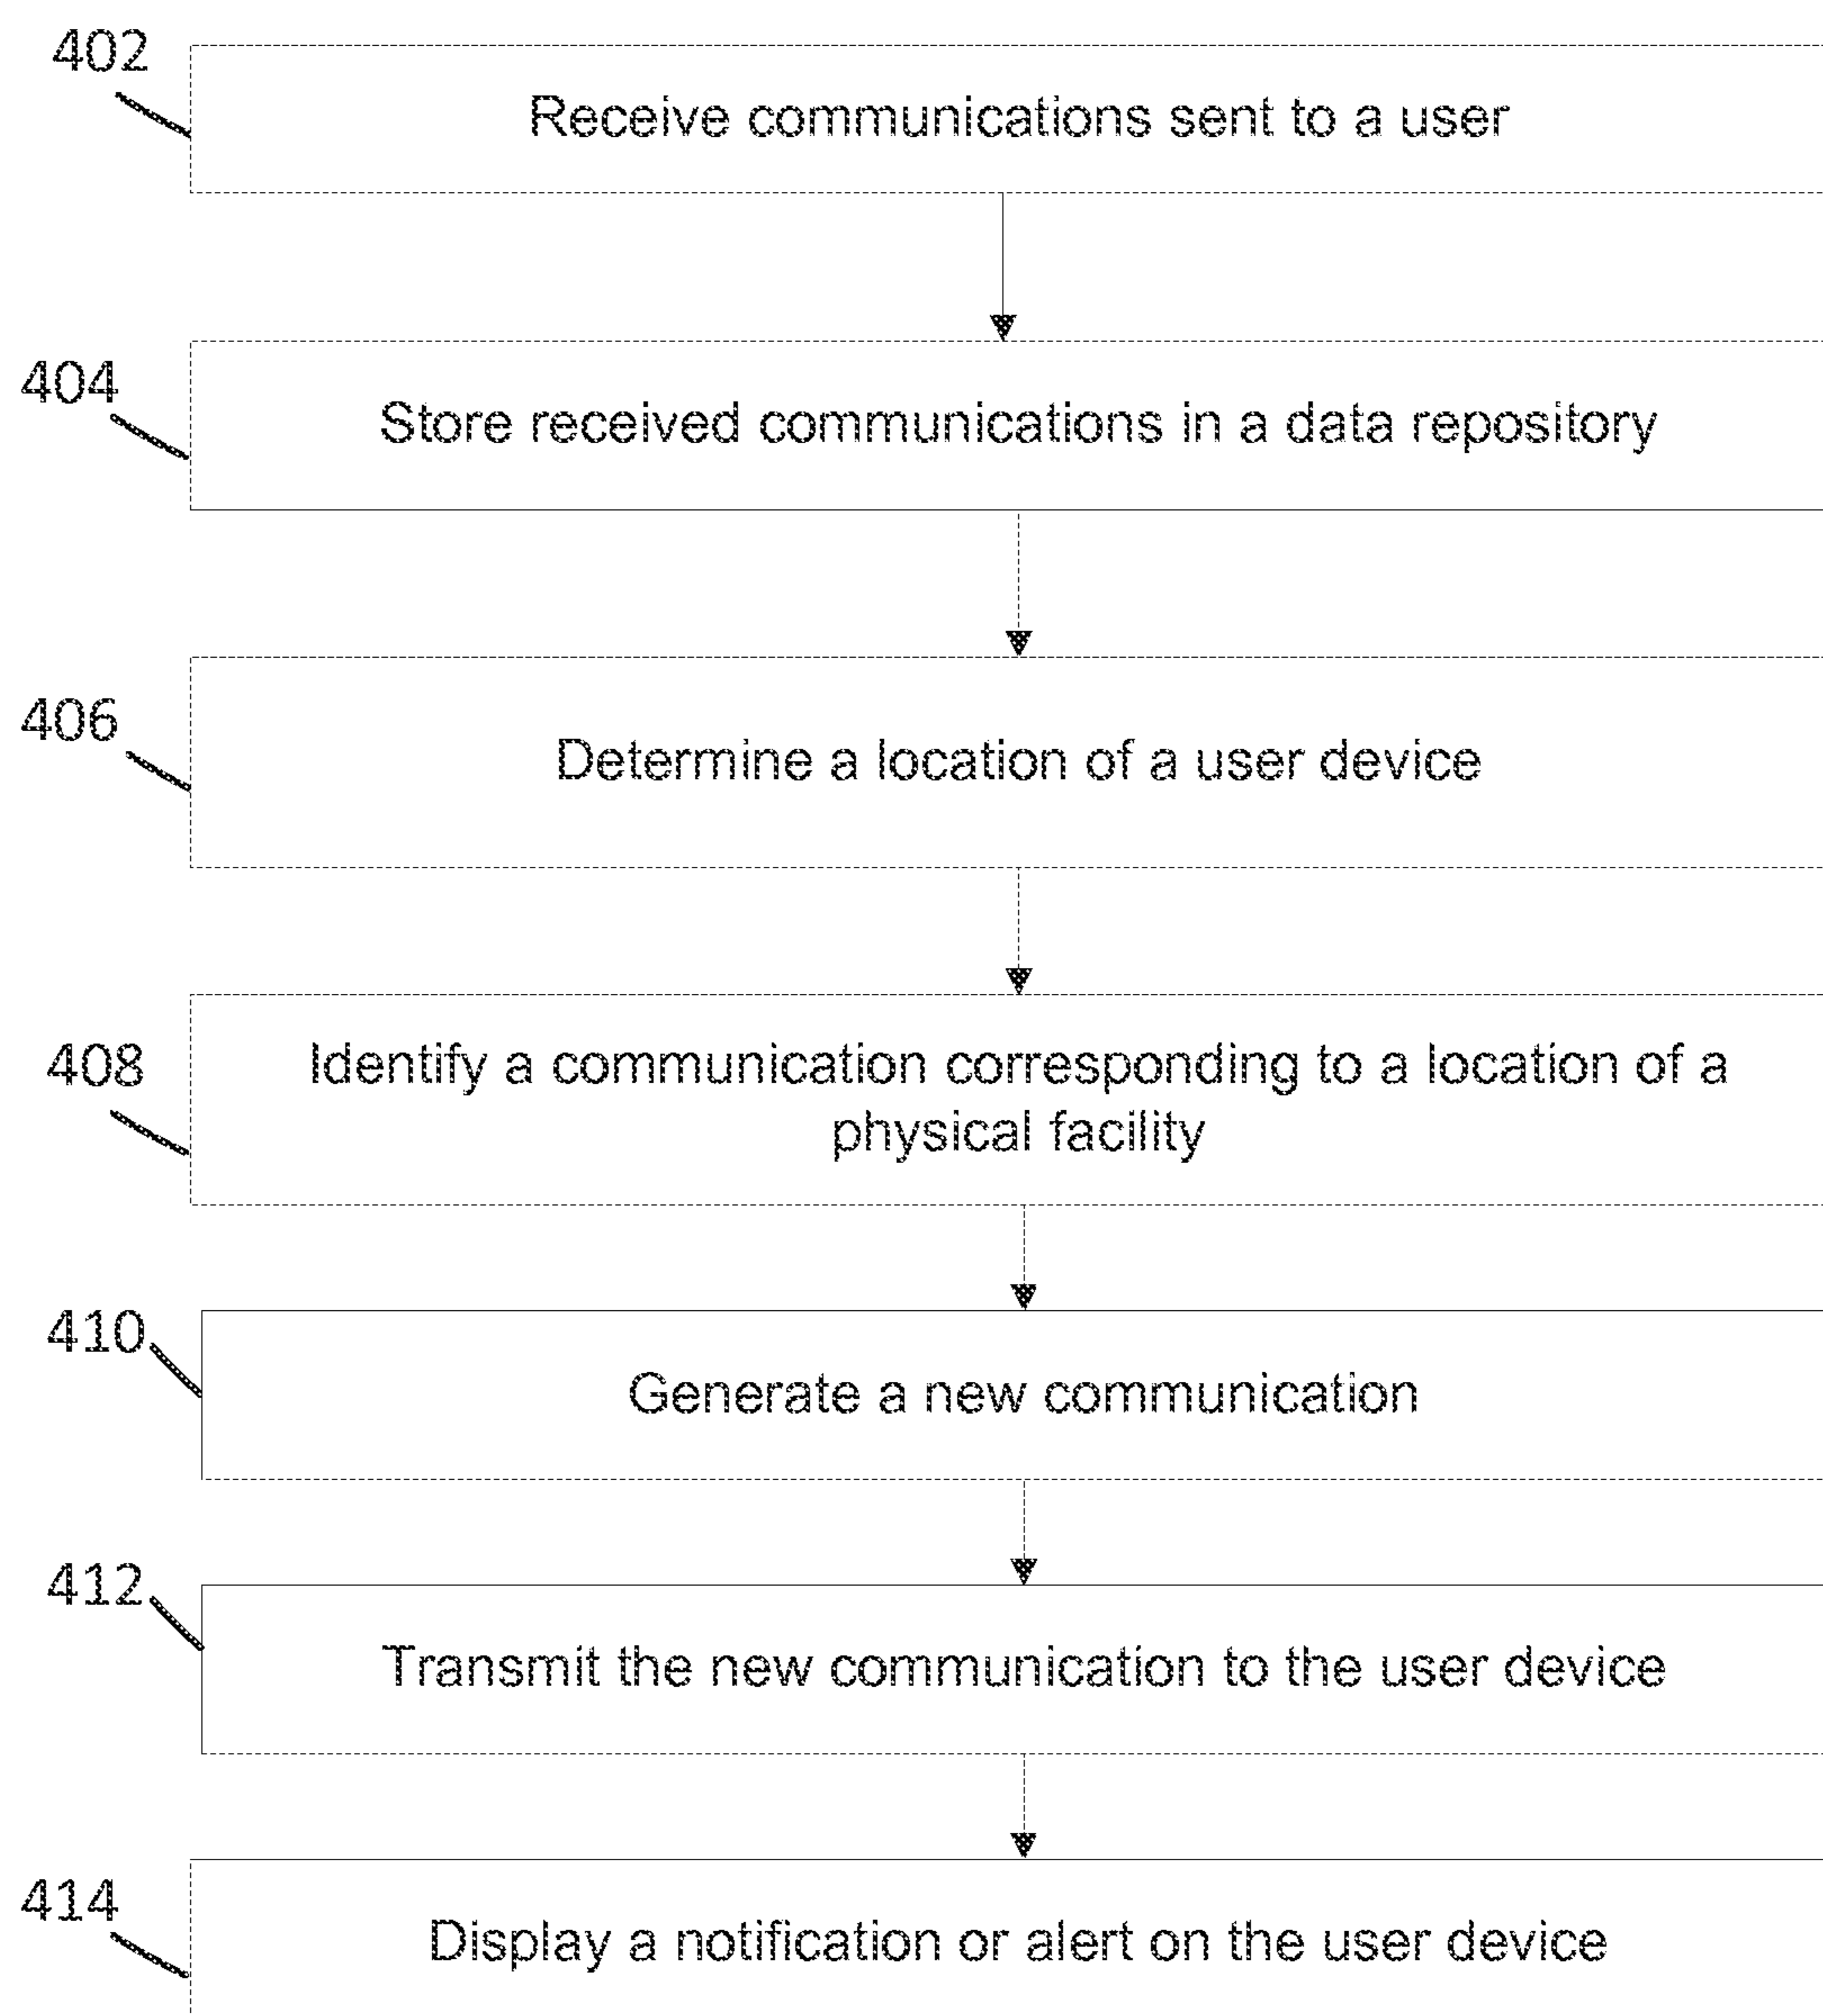 402
Receive communications sent to a user
404
Store received communications in a data repository
406
Determine a location of a user device
408
Identify a communication corresponding to a location of a
physical facility
410
Generate a new communication
412
Transmit the new communication to the user device
414
Display a notification or alert on the user device